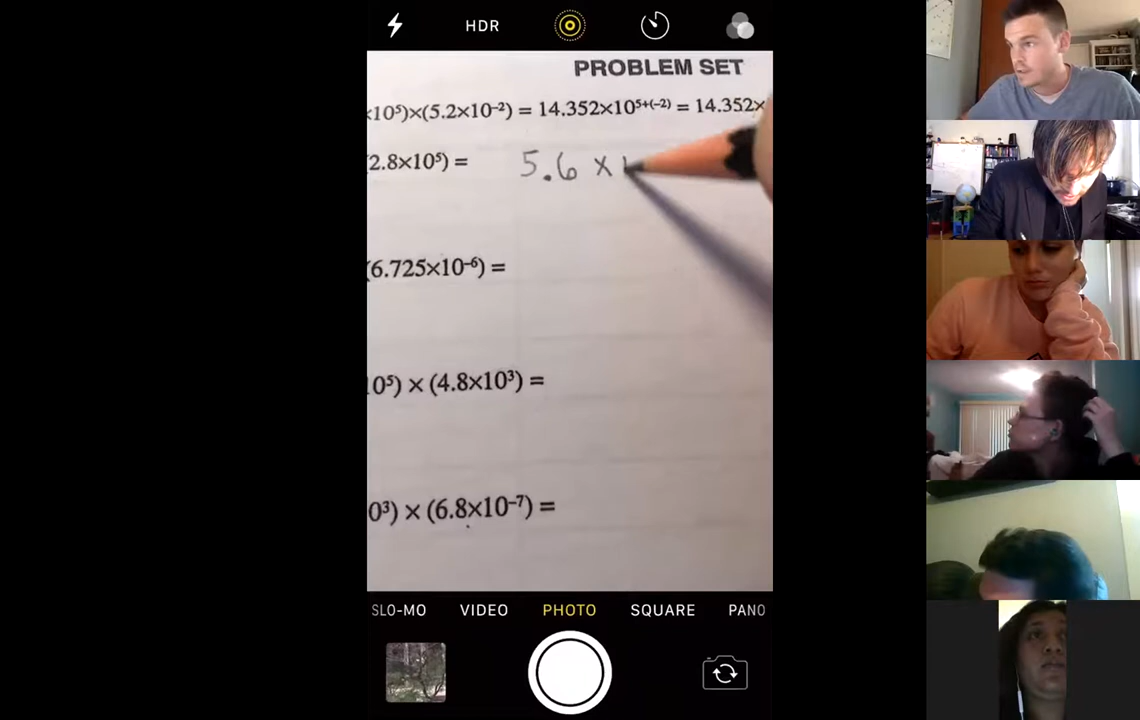 HDR
PROBLEM SET
×10⁵)×(5.2×10⁻²) = 14.352×10⁵⁺⁽⁻²⁾ = 14.352×
(2.8×10⁵) = 5.6 ×
(6.725×10⁻⁶) =
10⁵) × (4.8×10³) =
0³) × (6.8×10⁻⁷) =
SLO-MO VIDEO PHOTO SQUARE PANO